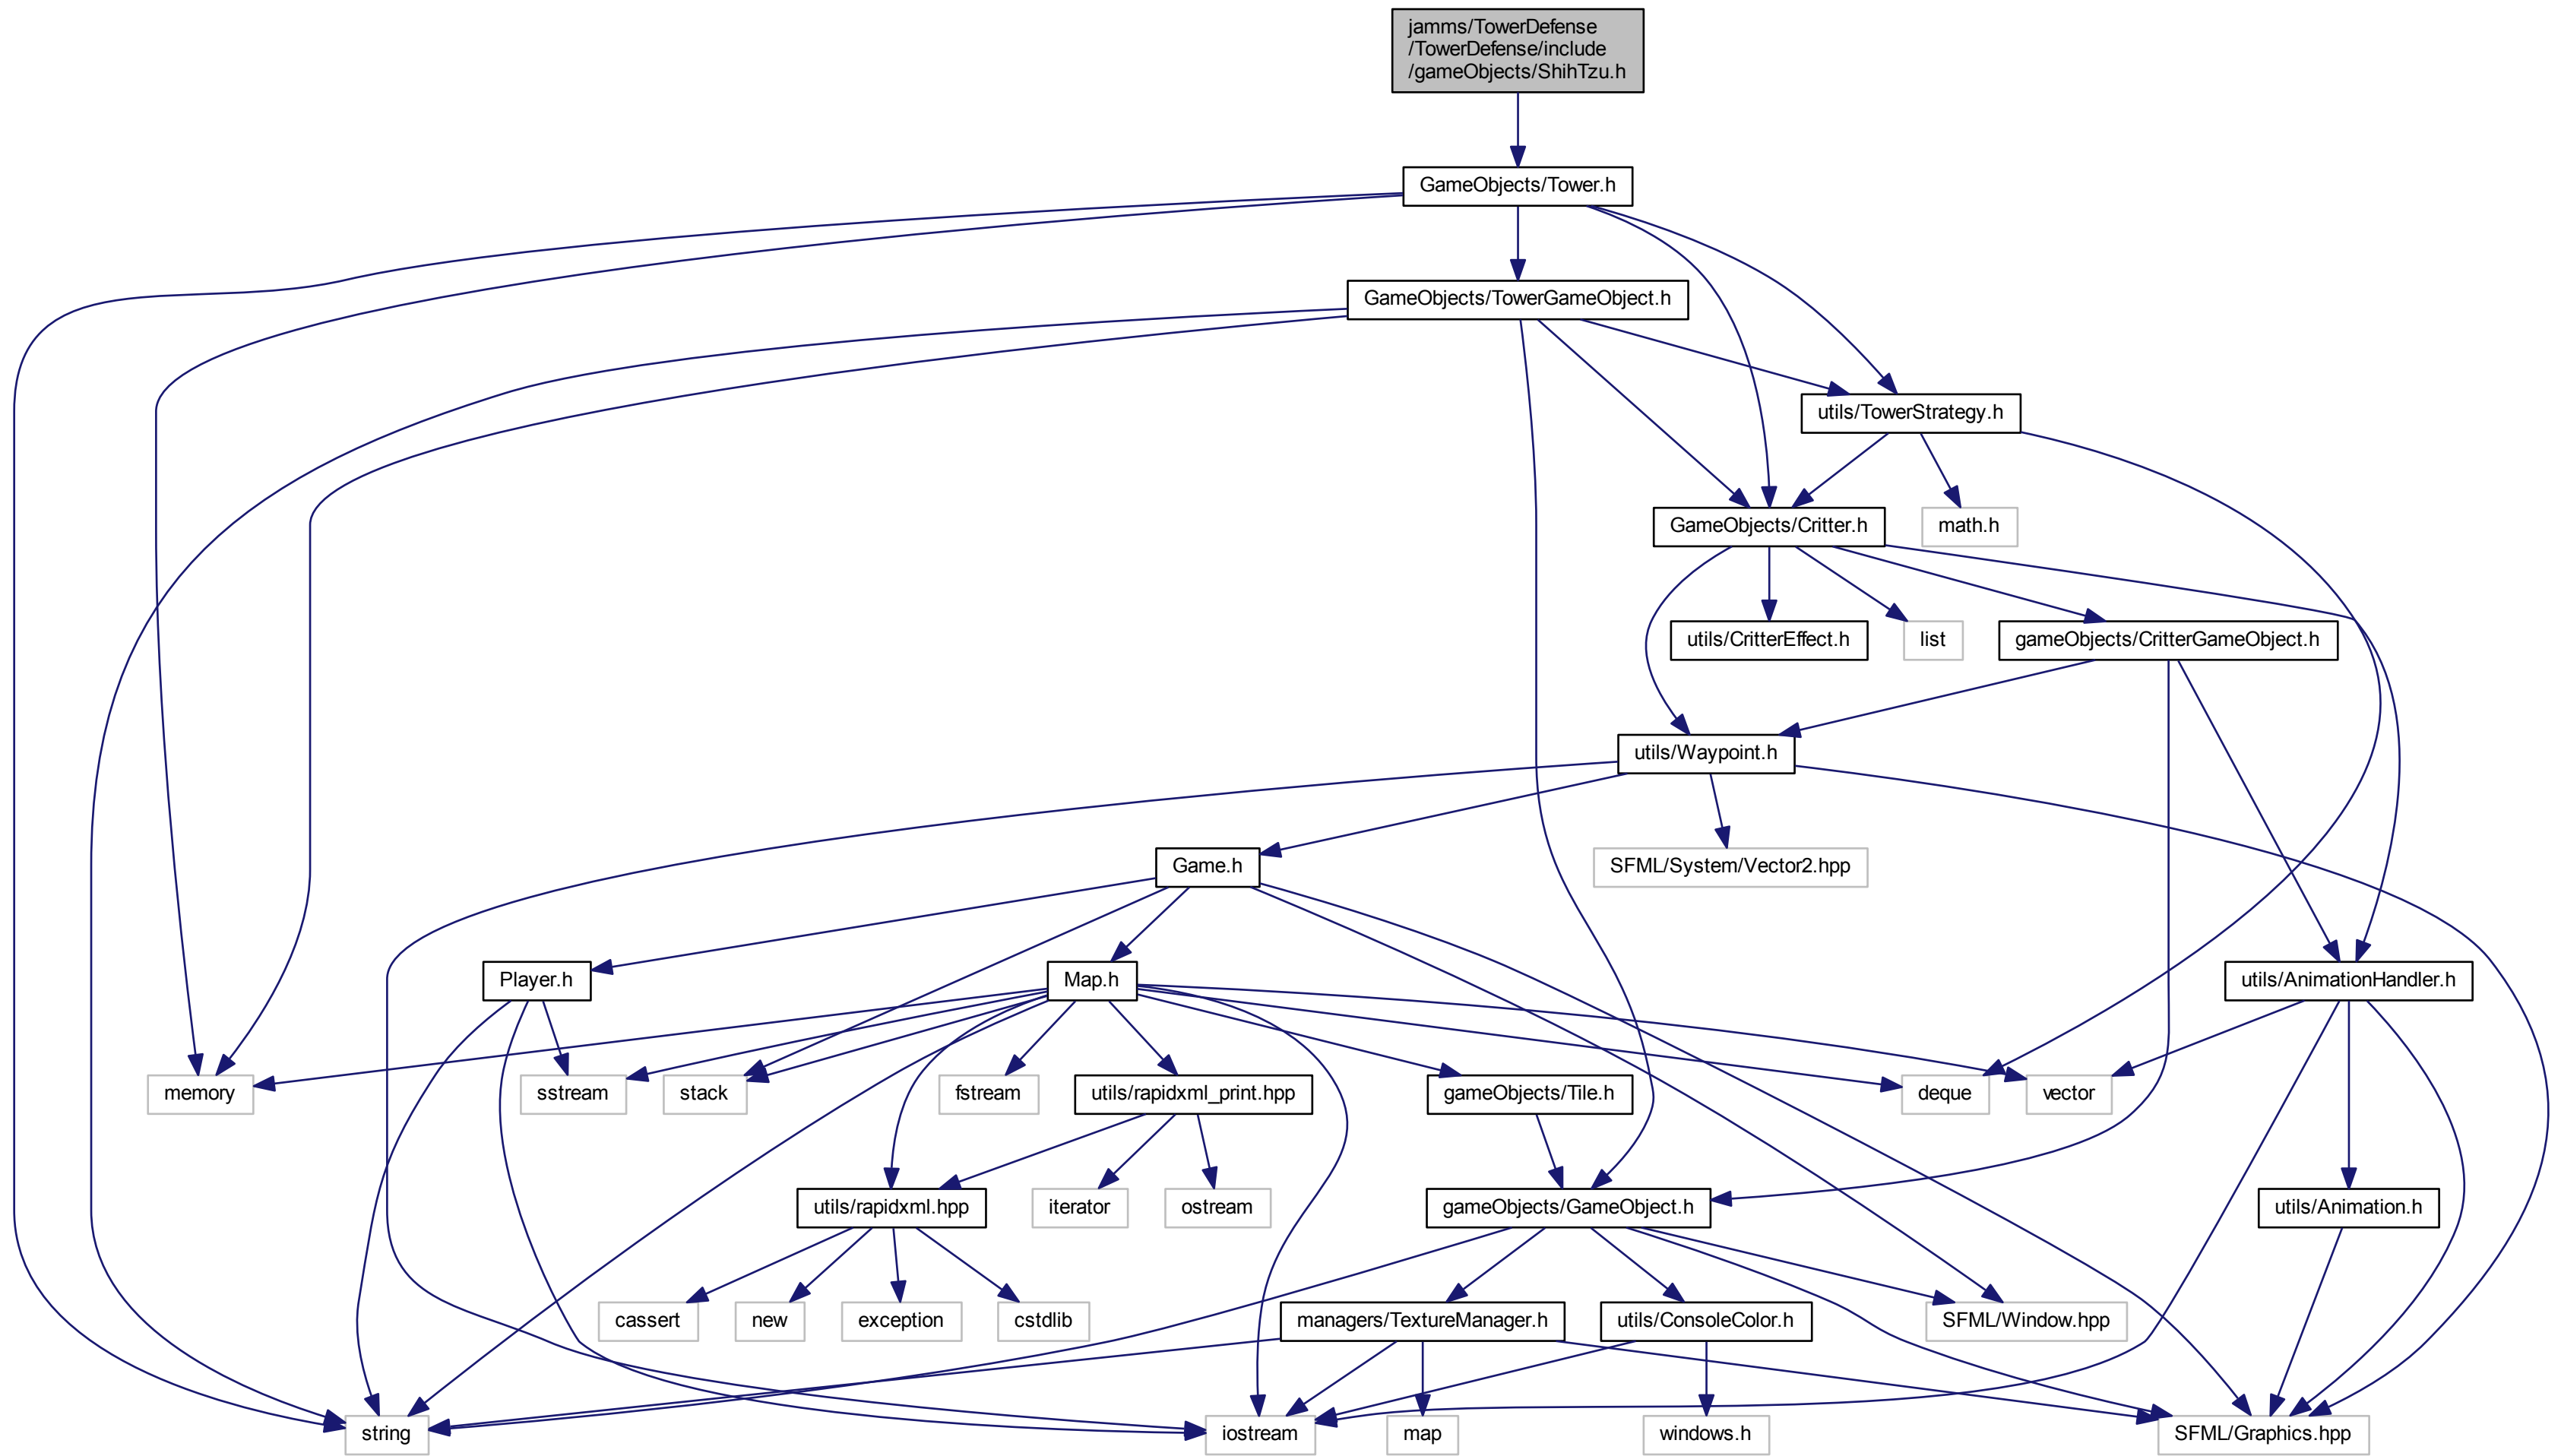 jamms/TowerDefense
/TowerDefense/include
/gameObjects/ShihTzu.h
GameObjects/Tower.h
GameObjects/TowerGameObject.h
utils/TowerStrategy.h
GameObjects/Critter.h
math.h
utils/CritterEffect.h
list
gameObjects/CritterGameObject.h
utils/Waypoint.h
Game.h
SFML/System/Vector2.hpp
Player.h
Map.h
utils/AnimationHandler.h
memory
sstream
stack
fstream
utils/rapidxml_print.hpp
gameObjects/Tile.h
deque
vector
utils/rapidxml.hpp
iterator
ostream
gameObjects/GameObject.h
utils/Animation.h
cassert
new
exception
cstdlib
managers/TextureManager.h
utils/ConsoleColor.h
SFML/Window.hpp
string
iostream
map
windows.h
SFML/Graphics.hpp